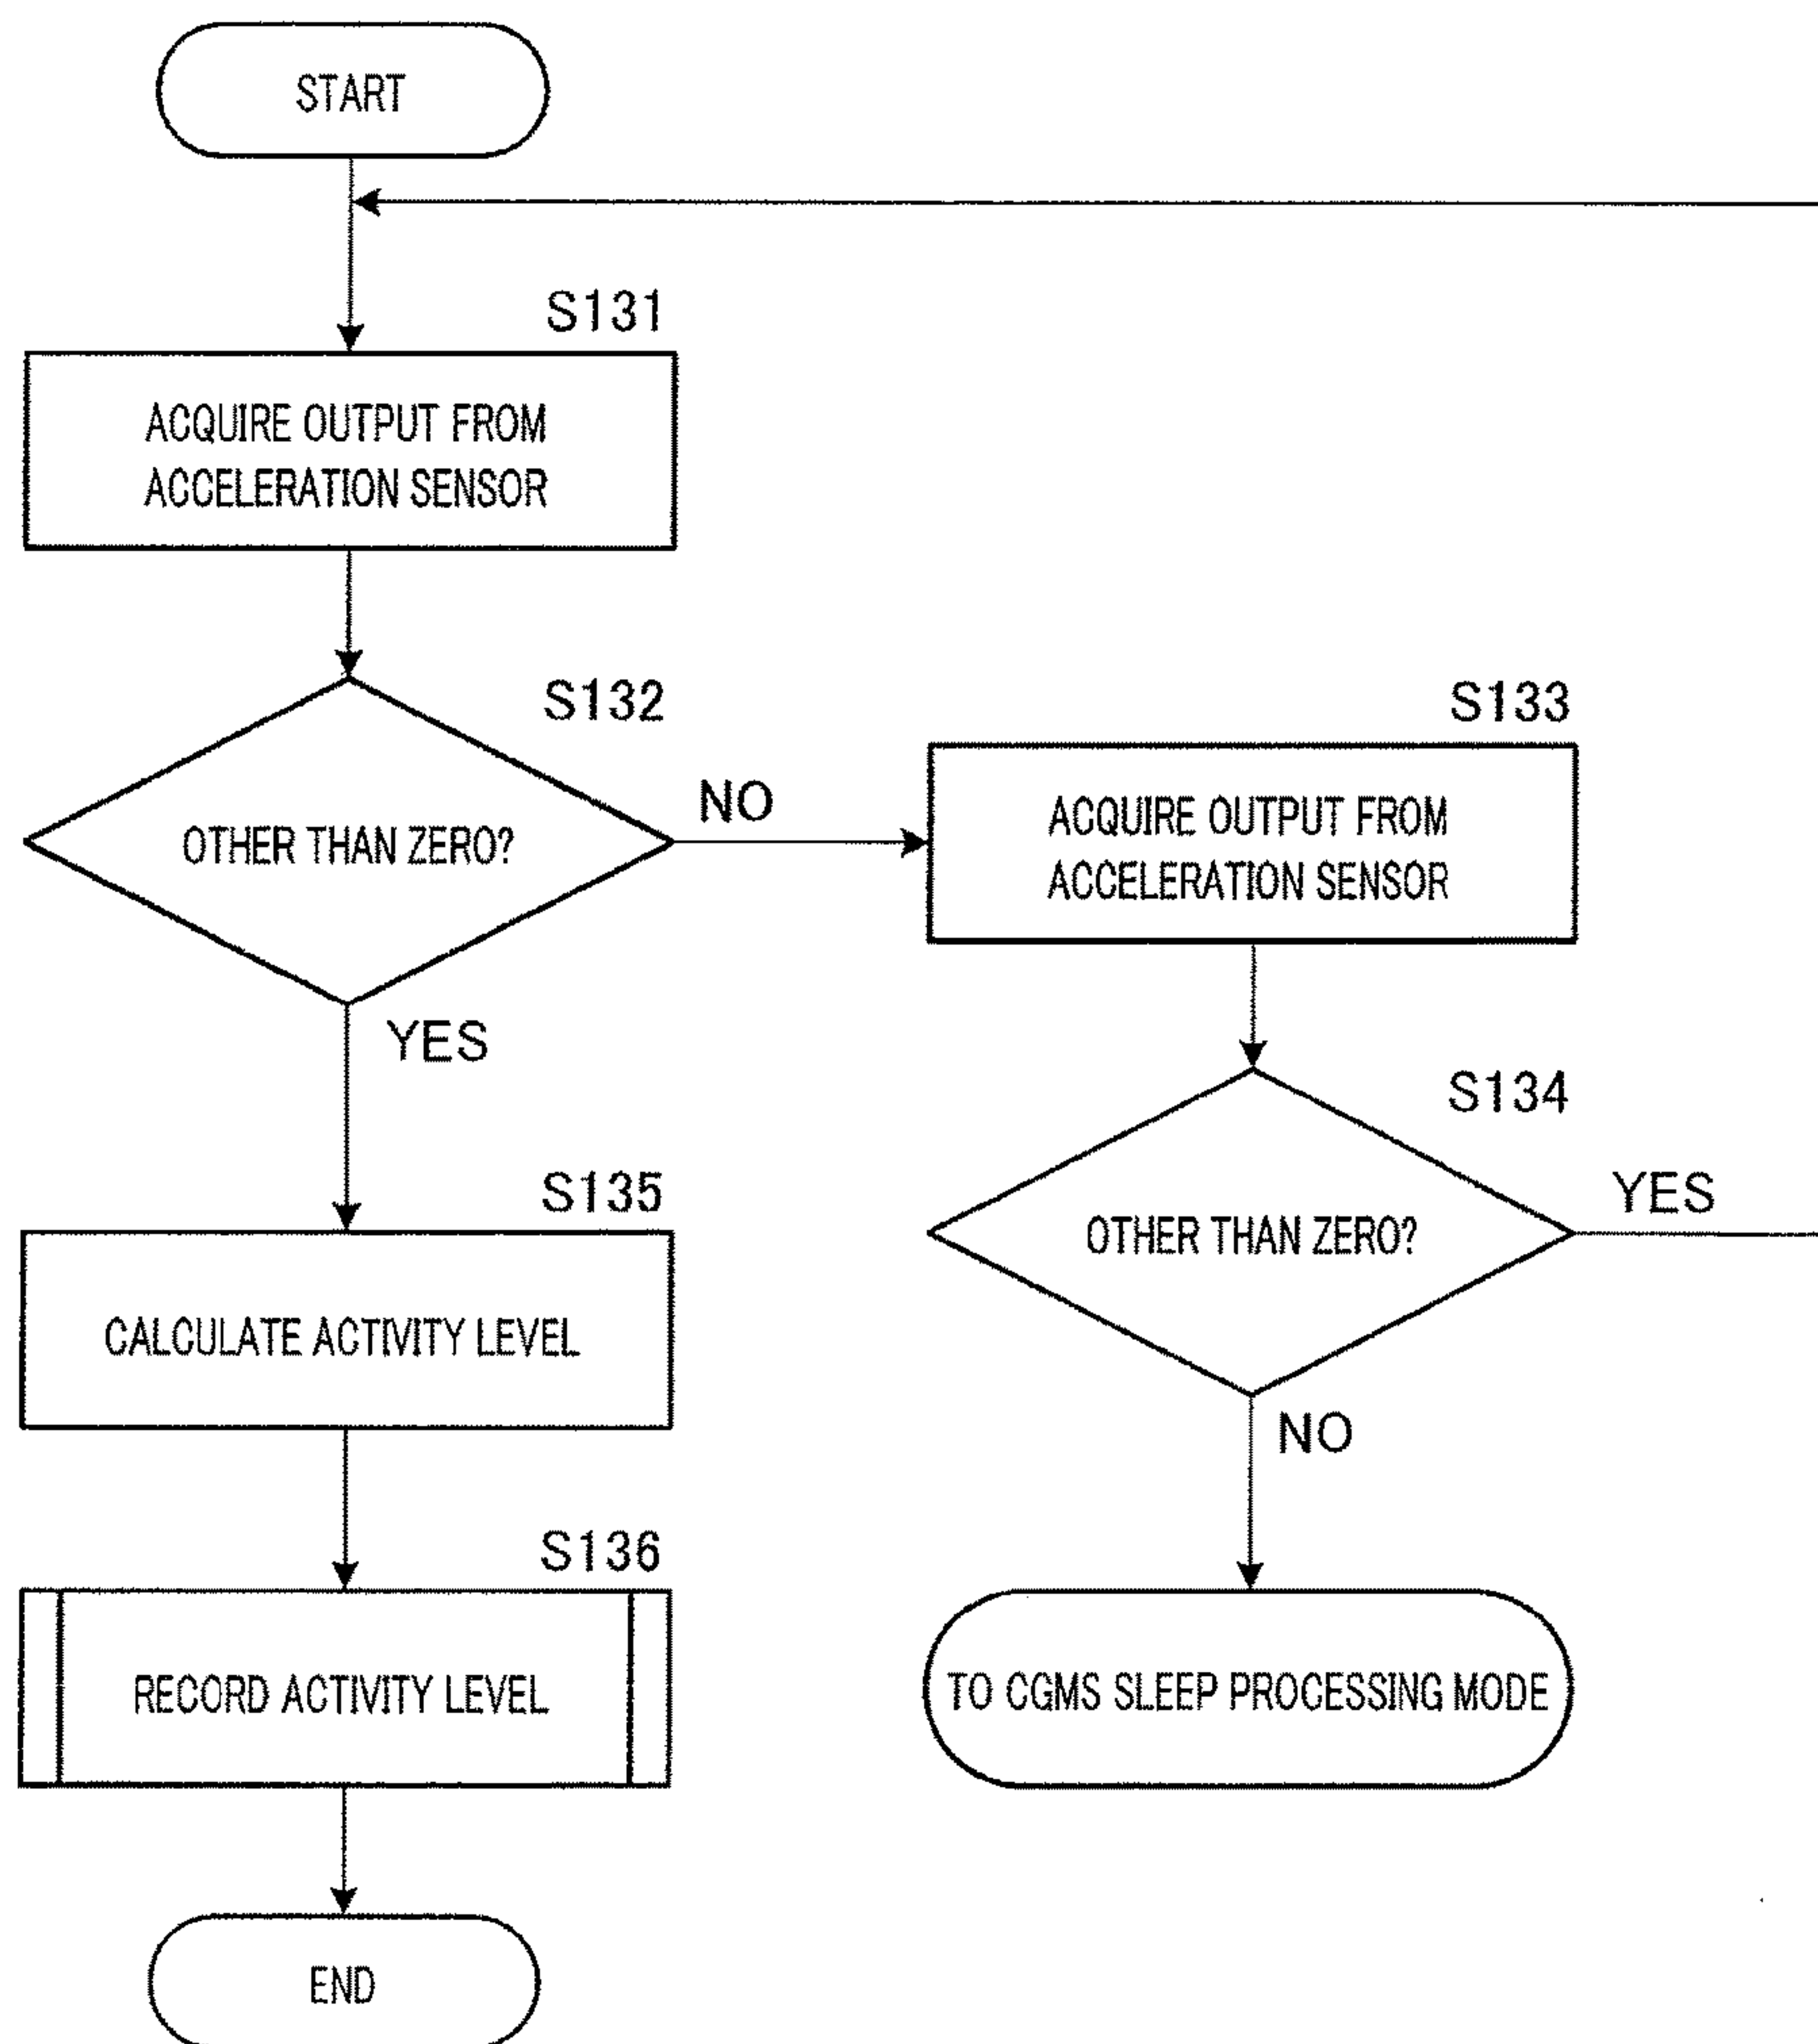 START
S131
ACQUIRE OUTPUT FROM
ACCELERATION SENSOR
S132
OTHER THAN ZERO?
NO
YES
S133
ACQUIRE OUTPUT FROM
ACCELERATION SENSOR
S134
OTHER THAN ZERO?
YES
NO
TO CGMS SLEEP PROCESSING MODE
S135
CALCULATE ACTIVITY LEVEL
S136
RECORD ACTIVITY LEVEL
END